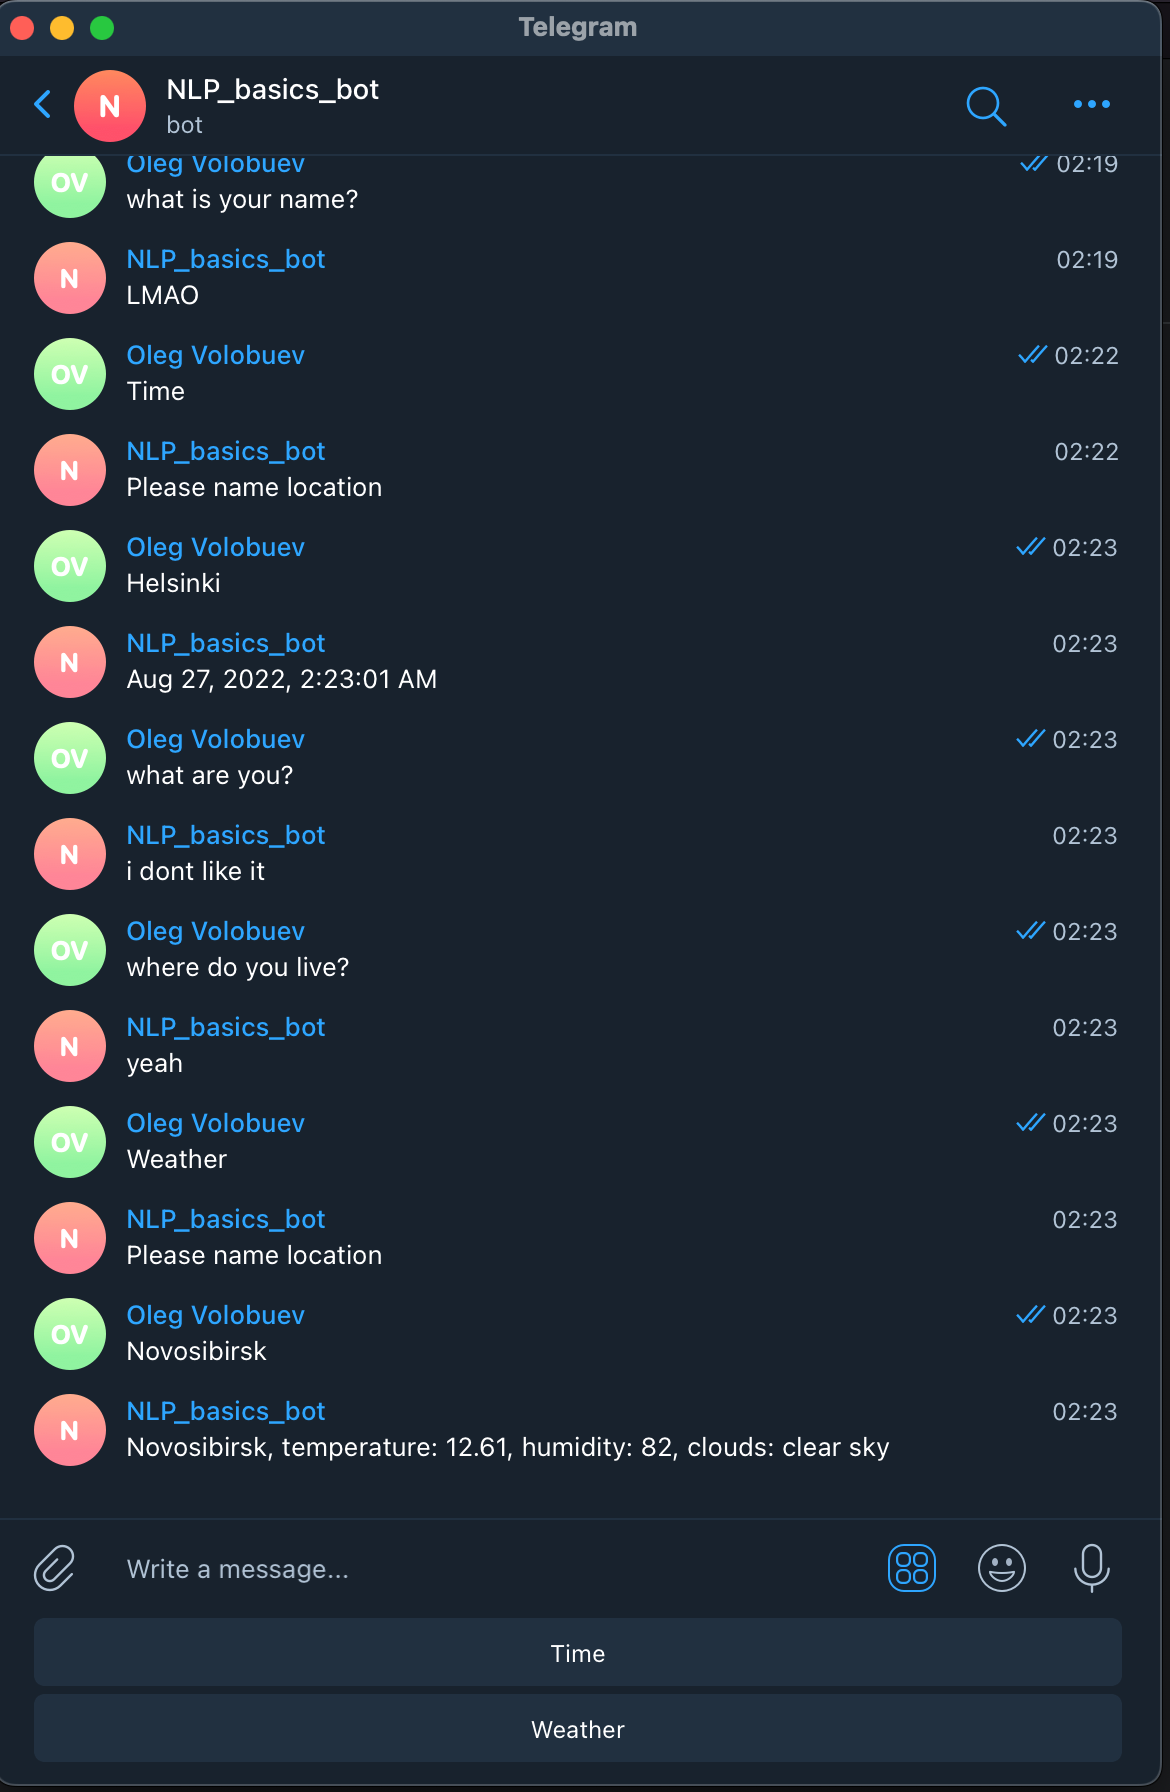 Telegram
N
NLP_basics_bot
bot
OV
Oleg Volobuev
02:19
what is your name?
N
NLP_basics_bot
02:19
LMAO
OV
Oleg Volobuev
02:22
Time
N
NLP_basics_bot
02:22
Please name location
OV
Oleg Volobuev
02:23
Helsinki
N
NLP_basics_bot
02:23
Aug 27, 2022, 2:23:01 AM
OV
Oleg Volobuev
02:23
what are you?
N
NLP_basics_bot
02:23
i dont like it
OV
Oleg Volobuev
02:23
where do you live?
N
NLP_basics_bot
02:23
yeah
OV
Oleg Volobuev
02:23
Weather
N
NLP_basics_bot
02:23
Please name location
OV
Oleg Volobuev
02:23
Novosibirsk
N
NLP_basics_bot
02:23
Novosibirsk, temperature: 12.61, humidity: 82, clouds: clear sky
Write a message...
Time
Weather